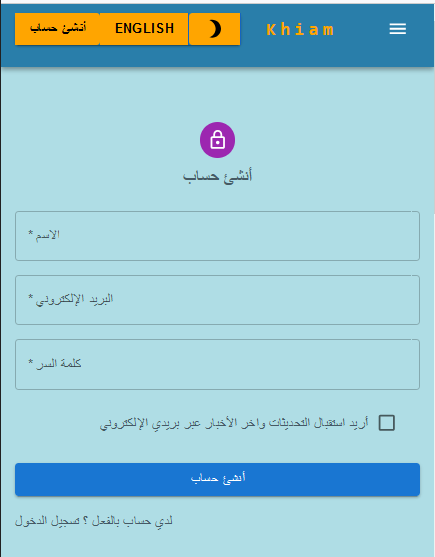 Khiam
ENGLISH
أنشئ حساب
أنشئ حساب
الاسم *
البريد الإلكتروني *
كلمة السر *
أريد استقبال التحديثات واخر الأخبار عبر بريدي الإلكتروني
أنشئ حساب
لدي حساب بالفعل ؟ تسجيل الدخول